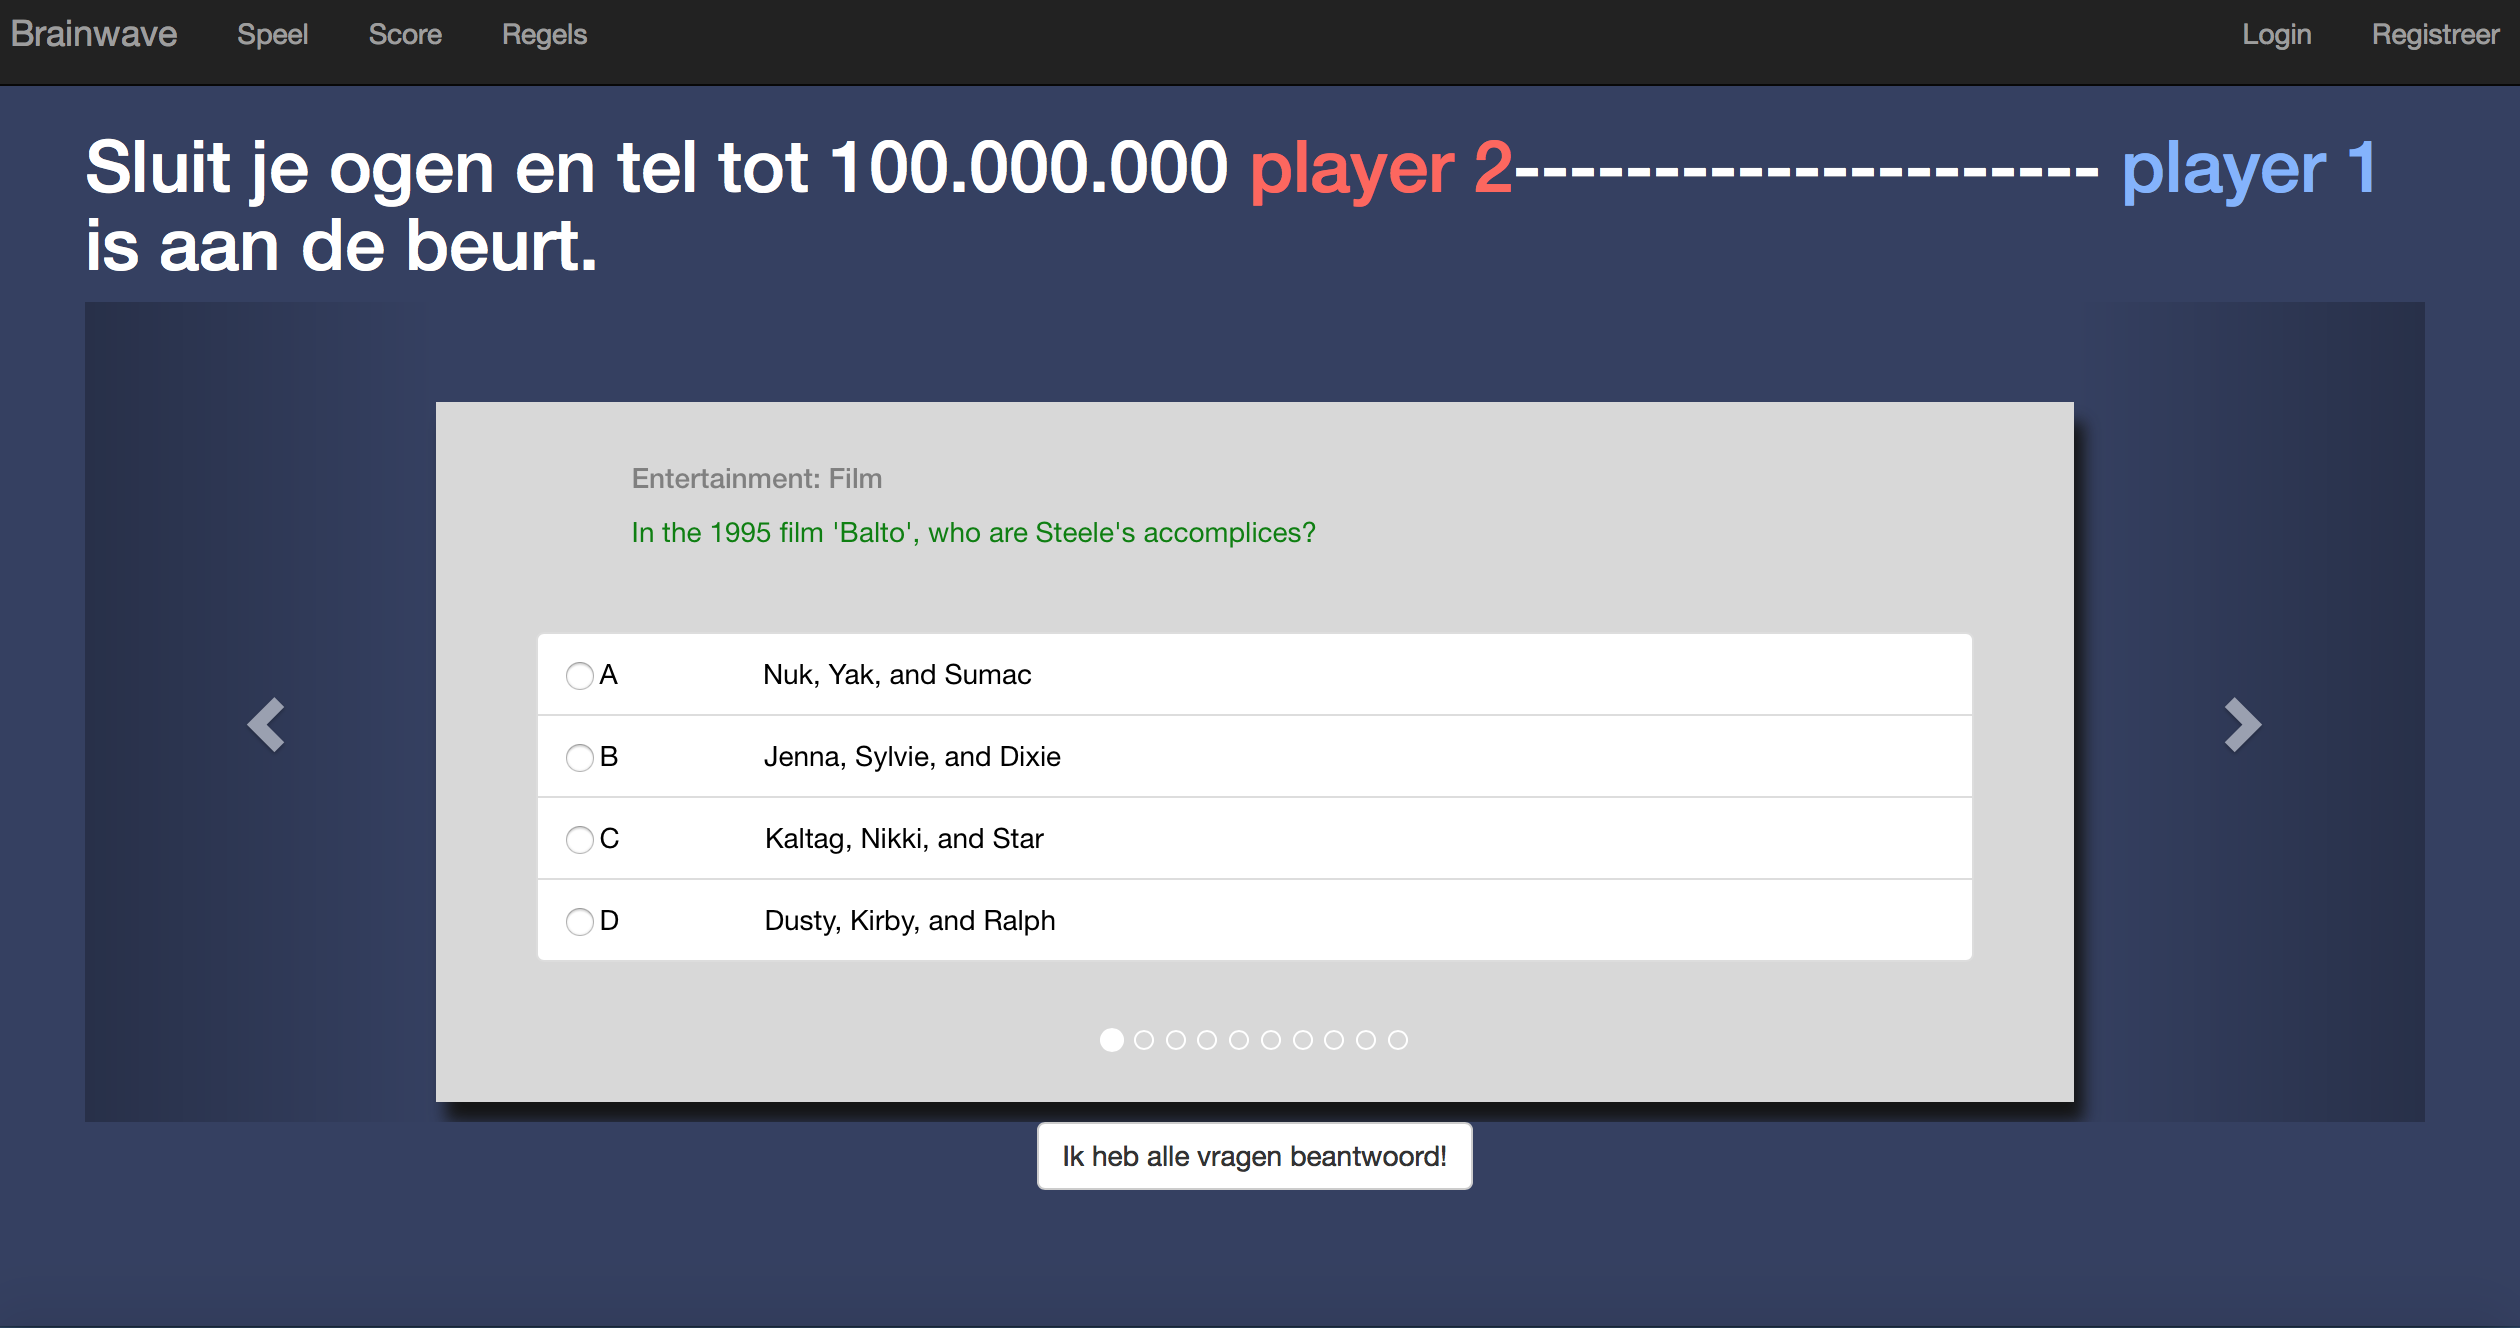 Brainwave Speel Score Regels Login Registreer
Sluit je ogen en tel tot 100.000.000 player 2--------------------- player 1
is aan de beurt.
Entertainment: Film
In the 1995 film 'Balto', who are Steele's accomplices?
A Nuk, Yak, and Sumac
B Jenna, Sylvie, and Dixie
C Kaltag, Nikki, and Star
D Dusty, Kirby, and Ralph
Ik heb alle vragen beantwoord!